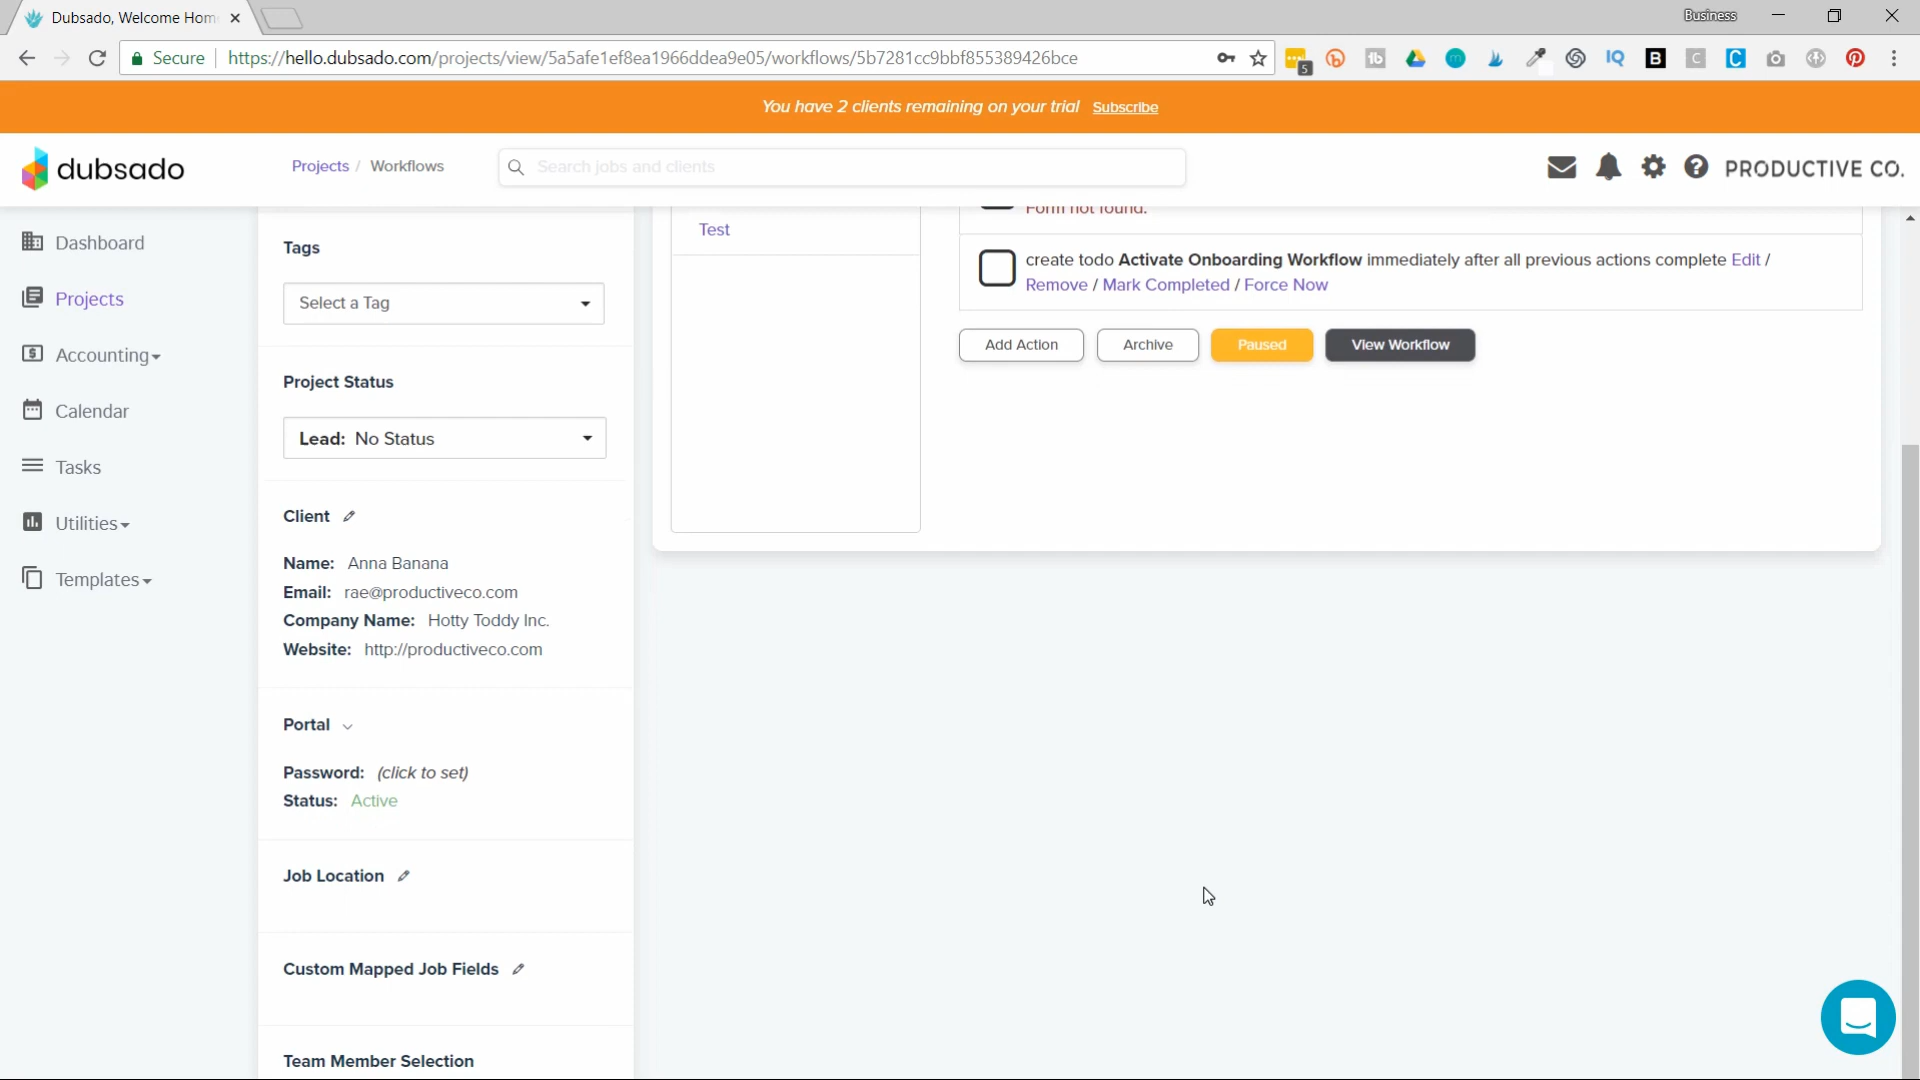 Dubsado, Welcome Hom
Business
Secure
https://hello.dubsado.com/projects/view/5a5afe1ef8ea1966ddea9e05/workflows/5b7281cc9bbf855389426bce
5
tb
m
IQ
B
C
C
You have 2 clients remaining on your trial Subscribe
dubsado
Projects / Workflows
Search jobs and clients
PRODUCTIVE CO.
Dashboard
Projects
Accounting
Calendar
Tasks
Utilities
Templates
Tags
Select a Tag
Project Status
Lead: No Status
Client
Name: Anna Banana
Email: rae@productiveco.com
Company Name: Hotty Toddy Inc.
Website: http://productiveco.com
Portal
Password: (click to set)
Status: Active
Job Location
Custom Mapped Job Fields
Team Member Selection
Test
Form not found.
create todo Activate Onboarding Workflow immediately after all previous actions complete Edit /
Remove / Mark Completed / Force Now
Add Action
Archive
Paused
View Workflow